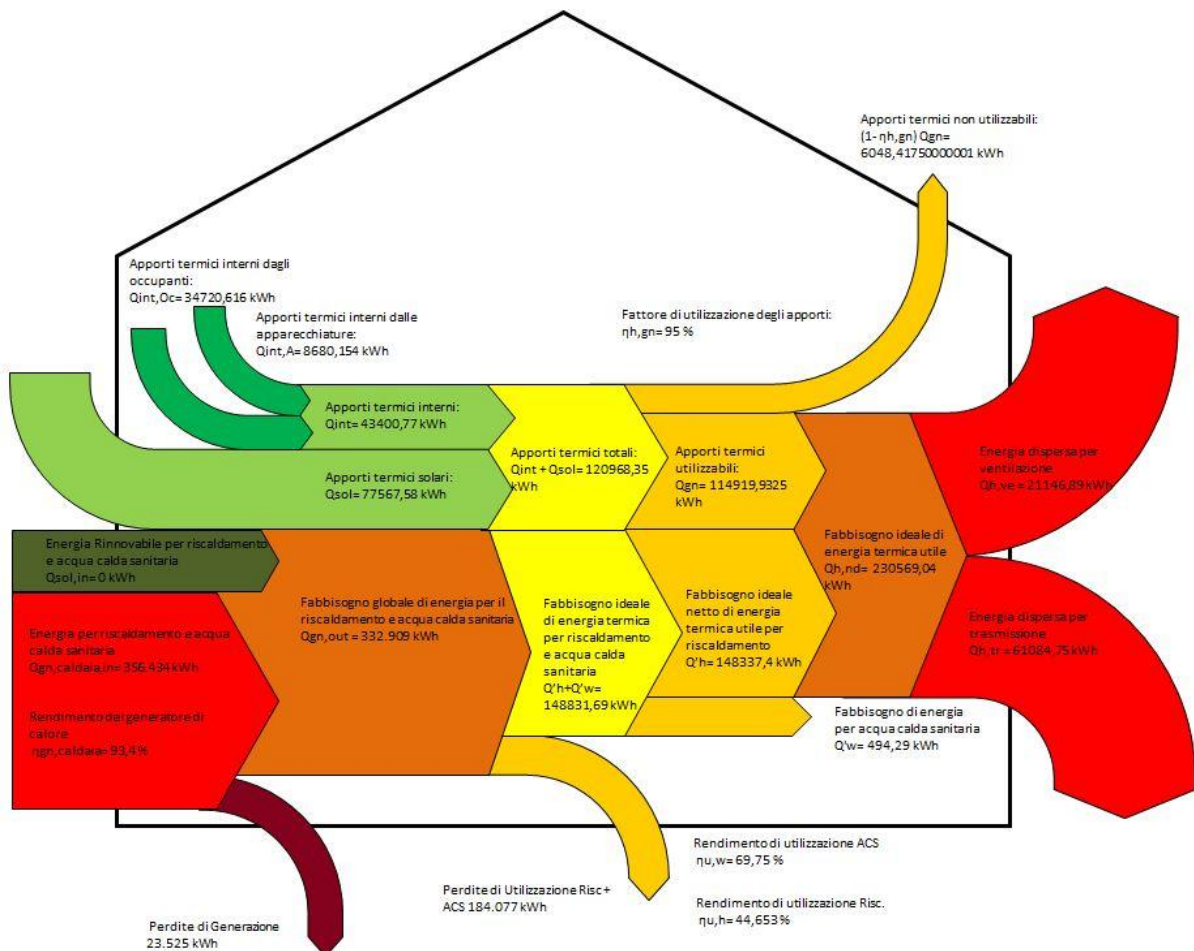 Apporti termici non utilizzabili:
(1- ηh,gn) Qgn=
6048,41750000001 kWh
Apporti termici interni dagli
occupanti:
Qint,Oc= 34720,616 kWh
Apporti termici interni dalle
apparecchiature:
Qint,A= 8680,154 kWh
Fattore di utilizzazione degli apporti:
ηh,gn= 95 %
Apporti termici interni:
Qint= 43400,77 kWh
Apporti termici solari:
Qsol= 77567,58 kWh
Apporti termici totali:
Qint + Qsol= 120968,35
kWh
Apporti termici
utilizzabili:
Qgn= 114919,9325
kWh
Energia dispersa per
ventilazione
Qh,ve = 21146,89 kWh
Energia Rinnovabile per riscaldamento
e acqua calda sanitaria
Qsol,in= 0 kWh
Fabbisogno ideale di
energia termica utile
Qh,nd= 230569,04
kWh
Fabbisogno globale di energia per il
riscaldamento e acqua calda sanitaria
Qgn,out = 332.909 kWh
Fabbisogno ideale
di energia termica
per riscaldamento
e acqua calda
sanitaria
Q'h+Q'w=
148831,69 kWh
Fabbisogno ideale
netto di energia
termica utile per
riscaldamento
Q'h= 148337,4 kWh
Energia dispersa per
trasmissione
Qh,tr = 61084,75 kWh
Energia per riscaldamento e acqua
calda sanitaria
Qgn,caldaia,in= 356.434 kWh
Rendimento del generatore di
calore
ηgn,caldaia= 93,4 %
Fabbisogno di energia
per acqua calda sanitaria
Q'w= 494,29 kWh
Rendimento di utilizzazione ACS
ηu,w= 69,75 %
Perdite di Utilizzazione Risc +
ACS 184.077 kWh
Rendimento di utilizzazione Risc.
ηu,h= 44,653%
Perdite di Generazione
23.525 kWh